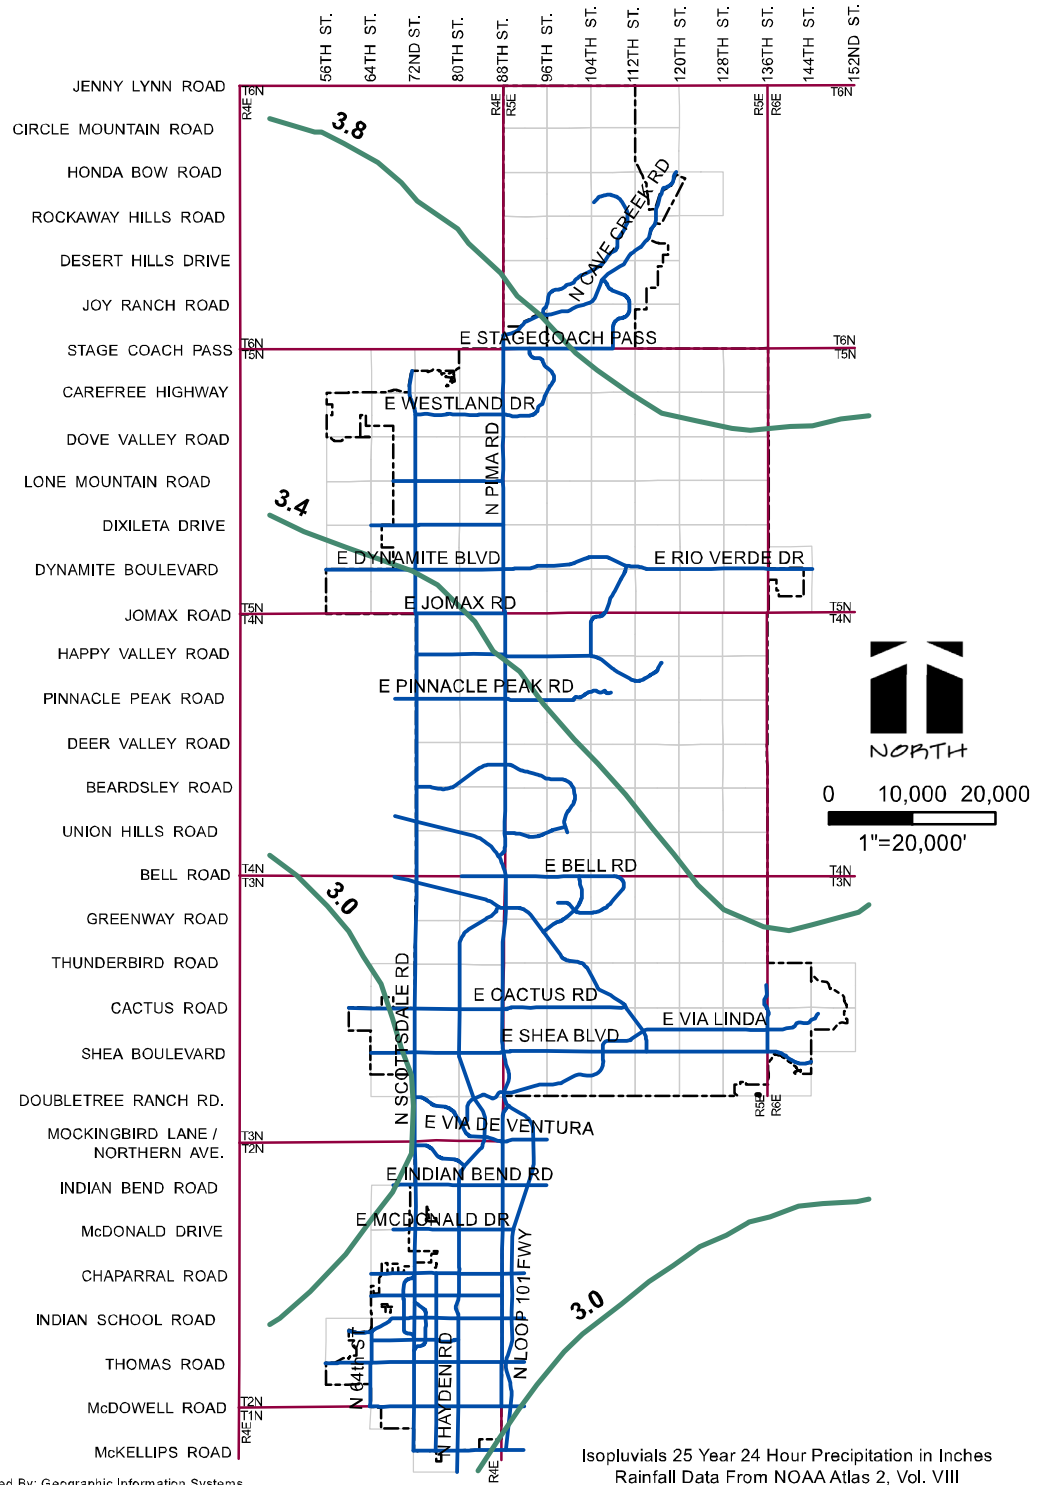 56TH ST.
64TH ST.
72ND ST.
80TH ST.
88TH ST.
96TH ST.
104TH ST.
112TH ST.
120TH ST.
128TH ST.
136TH ST.
144TH ST.
152ND ST.
JENNY LYNN ROAD
R4E
R4E
R5E
R5E
R6E
T6N
CIRCLE MOUNTAIN ROAD
3.8
HONDA BOW ROAD
N CAVE CREEK RD
ROCKAWAY HILLS ROAD
DESERT HILLS DRIVE
JOY RANCH ROAD
E STAGECOACH PASS
STAGE COACH PASS
T6N
T5N
T6N
T5N
CAREFREE HIGHWAY
E WESTLAND DR
DOVE VALLEY ROAD
N PIMA RD
LONE MOUNTAIN ROAD
3.4
DIXILETA DRIVE
E DYNAMITE BLVD
E RIO VERDE DR
DYNAMITE BOULEVARD
E JOMAX RD
JOMAX ROAD
T5N
T4N
T5N
T4N
HAPPY VALLEY ROAD
E PINNACLE PEAK RD
PINNACLE PEAK ROAD
DEER VALLEY ROAD
NORTH
BEARDSLEY ROAD
0 10,000 20,000
UNION HILLS ROAD
1"=20,000'
E BELL RD
BELL ROAD
T4N
T3N
T4N
T3N
3.0
GREENWAY ROAD
THUNDERBIRD ROAD
N SCOTTSDALE RD
E CACTUS RD
CACTUS ROAD
E VIA LINDA
E SHEA BLVD
SHEA BOULEVARD
DOUBLETREE RANCH RD.
R5E
R6E
E VIA DE VENTURA
MOCKINGBIRD LANE /
NORTHERN AVE.
T3N
T2N
E INDIAN BEND RD
INDIAN BEND ROAD
E MCDONALD DR
McDONALD DRIVE
CHAPARRAL ROAD
N LOOP 101 FWY
3.0
INDIAN SCHOOL ROAD
N 64th ST
N HAYDEN RD
THOMAS ROAD
McDOWELL ROAD
T2N
T1N
R4E
McKELLIPS ROAD
R4E
Isopluvials 25 Year 24 Hour Precipitation in Inches
Rainfall Data From NOAA Atlas 2, Vol. VIII
By: Geographic Information Systems